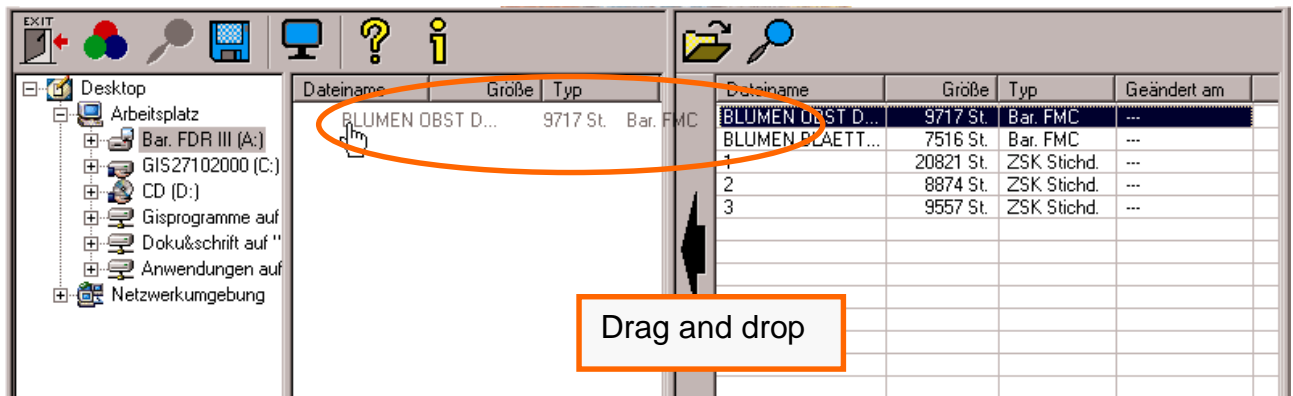 EXIT
Desktop
Arbeitsplatz
Bar. FDR III (A:)
GIS27102000 (C:)
CD (D:)
Gisprogramme auf
Doku&schrift auf "
Anwendungen auf
Netzwerkumgebung
Dateiname Größe Typ
BLUMEN OBST D... 9717 St. Bar. FMC
Dateiname Größe Typ Geändert am
BLUMEN OBST D... 9717 St. Bar. FMC ---
BLUMEN BLAETT... 7516 St. Bar. FMC ---
1 20821 St. ZSK Stichd. ---
2 8874 St. ZSK Stichd. ---
3 9557 St. ZSK Stichd. ---
Drag and drop